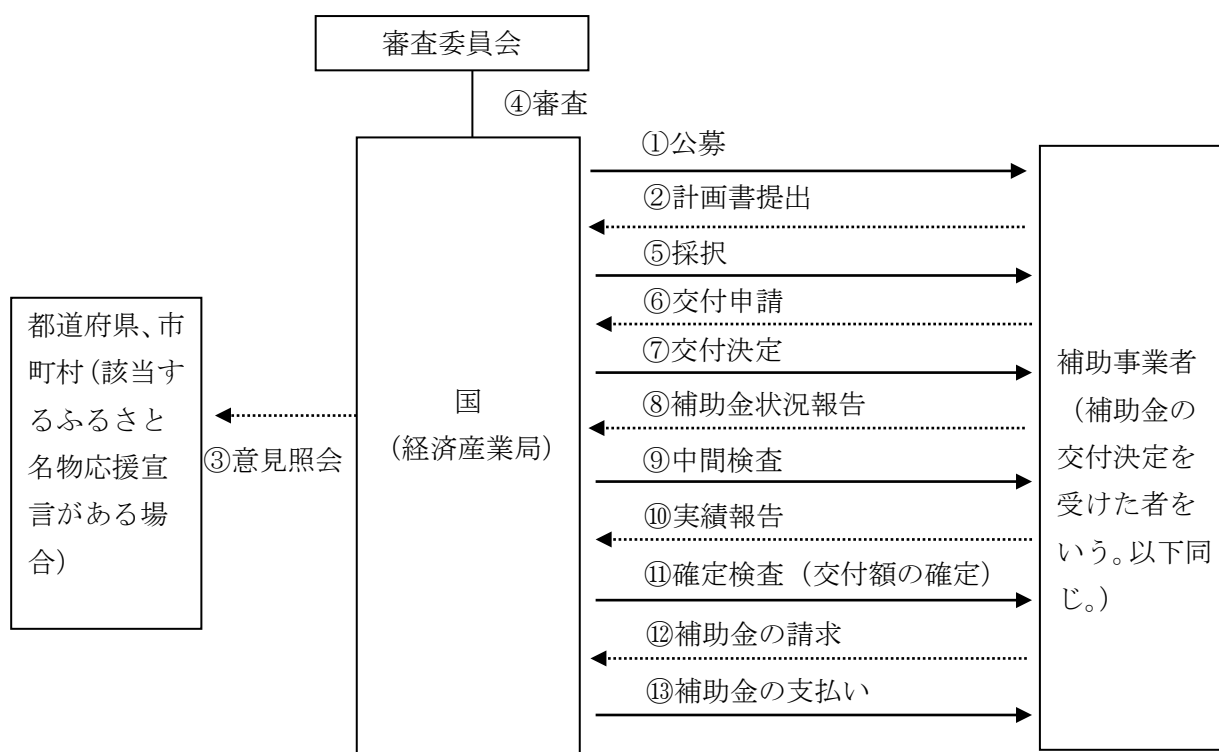 審査委員会
④審査
①公募
②計画書提出
⑤採択
⑥交付申請
⑦交付決定
⑧補助金状況報告
⑨中間検査
⑩実績報告
⑪確定検査（交付額の確定）
⑫補助金の請求
⑬補助金の支払い
国
（経済産業局）
③意見照会
都道府県、市
町村（該当す
るふるさと
名物応援宣
言がある場
合）
補助事業者
（補助金の
交付決定を
受けた者を
いう。以下同
じ。）